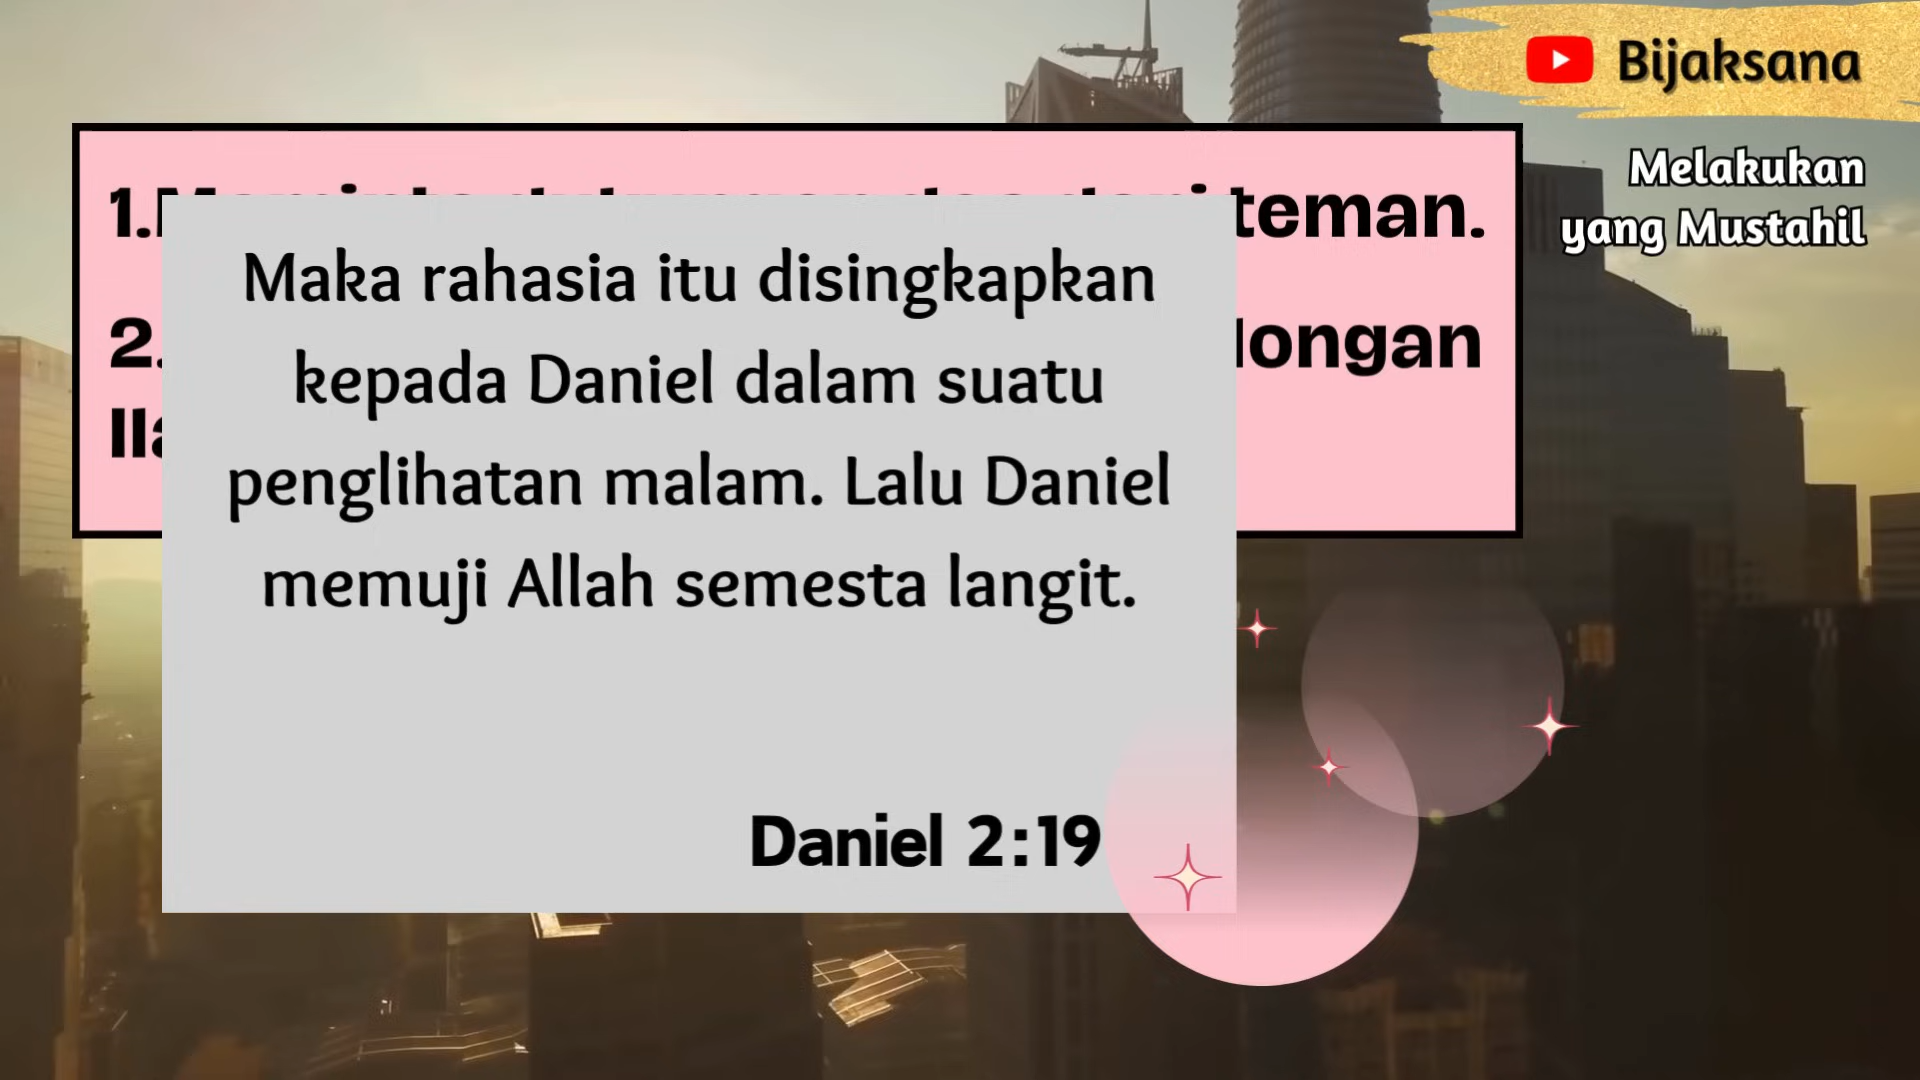 Bijaksana
Melakukan
yang Mustahil
1. teman.
2.
Maka rahasia itu disingkapkan
kepada Daniel dalam suatu
penglihatan malam. Lalu Daniel
memuji Allah semesta langit.
Daniel 2:19